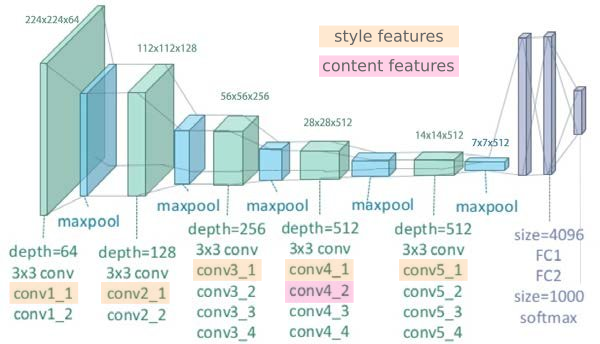 224x224x64
style features
112x112x128
content features
56x56x256
28x28x512
14x14x512
7x7x512
maxpool
maxpool
maxpool
maxpool
maxpool
depth=64
3x3 conv
conv1_1
conv1_2
depth=128
3x3 conv
conv2_1
conv2_2
depth=256
3x3 conv
conv3_1
conv3_2
conv3_3
conv3_4
depth=512
3x3 conv
conv4_1
conv4_2
conv4_3
conv4_4
depth=512
3x3 conv
conv5_1
conv5_2
conv5_3
conv5_4
size=4096
FC1
FC2
size=1000
softmax